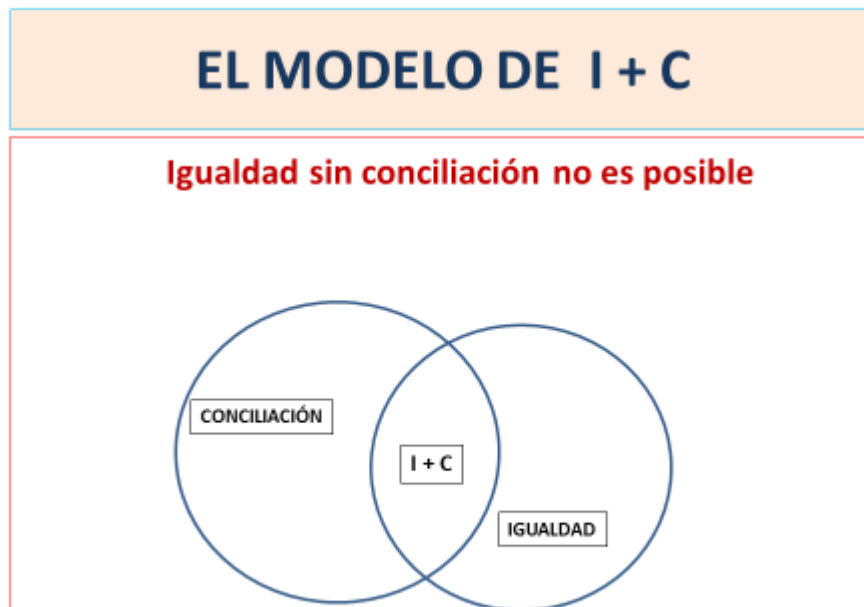 EL MODELO DE I + C
Igualdad sin conciliación no es posible
CONCILIACIÓN
I + C
IGUALDAD